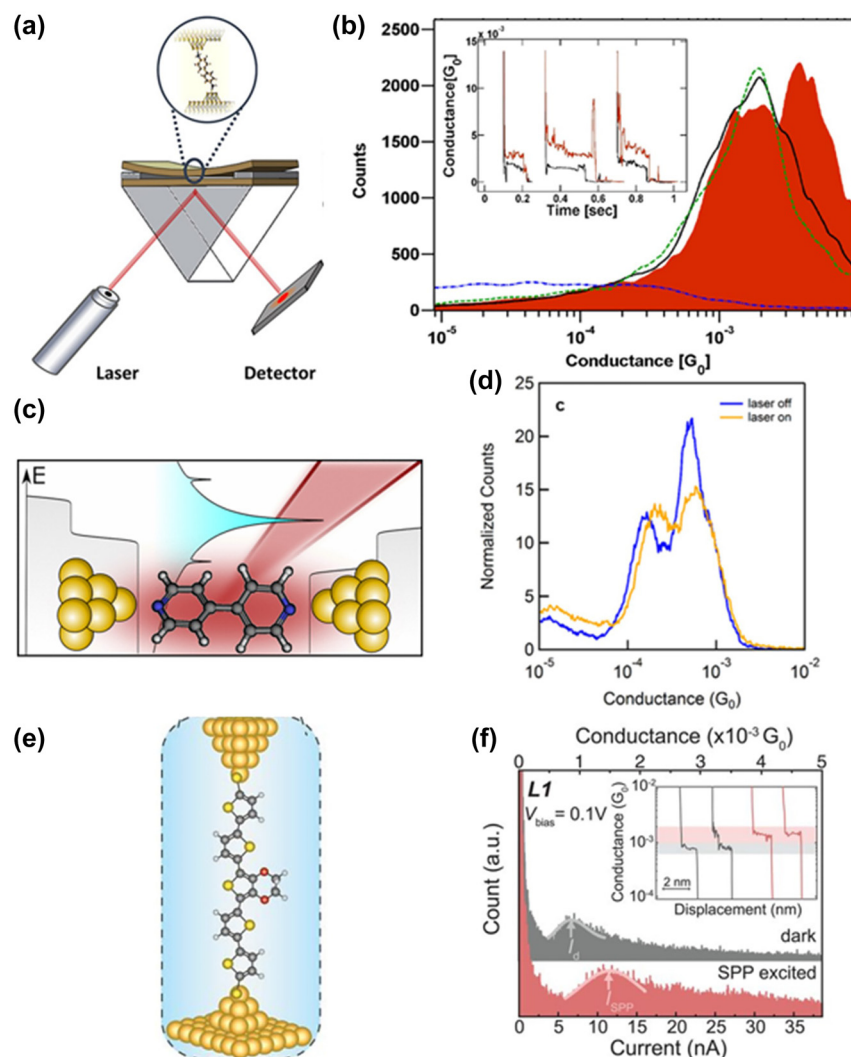 (a)
Laser
Detector
(b)
2500
2000
1500
1000
500
0
Counts
10⁻⁵
10⁻⁴
10⁻³
Conductance [G₀]
x 10⁻³
15
10
5
0
Conductance[G₀]
0
0.2
0.4
0.6
0.8
1
Time [sec]
(c)
E
(d)
c
laser off
laser on
25
20
15
10
5
0
Normalized Counts
10⁻⁵
10⁻⁴
10⁻³
10⁻²
Conductance (G₀)
(e)
(f)
Conductance (x10⁻³ G₀)
0
1
2
3
4
5
L1
V_bias = 0.1V
Count (a.u.)
10⁻²
10⁻³
10⁻⁴
Conductance (G₀)
2 nm
Displacement (nm)
dark
I_d
SPP excited
I_SPP
0
5
10
15
20
25
30
35
Current (nA)